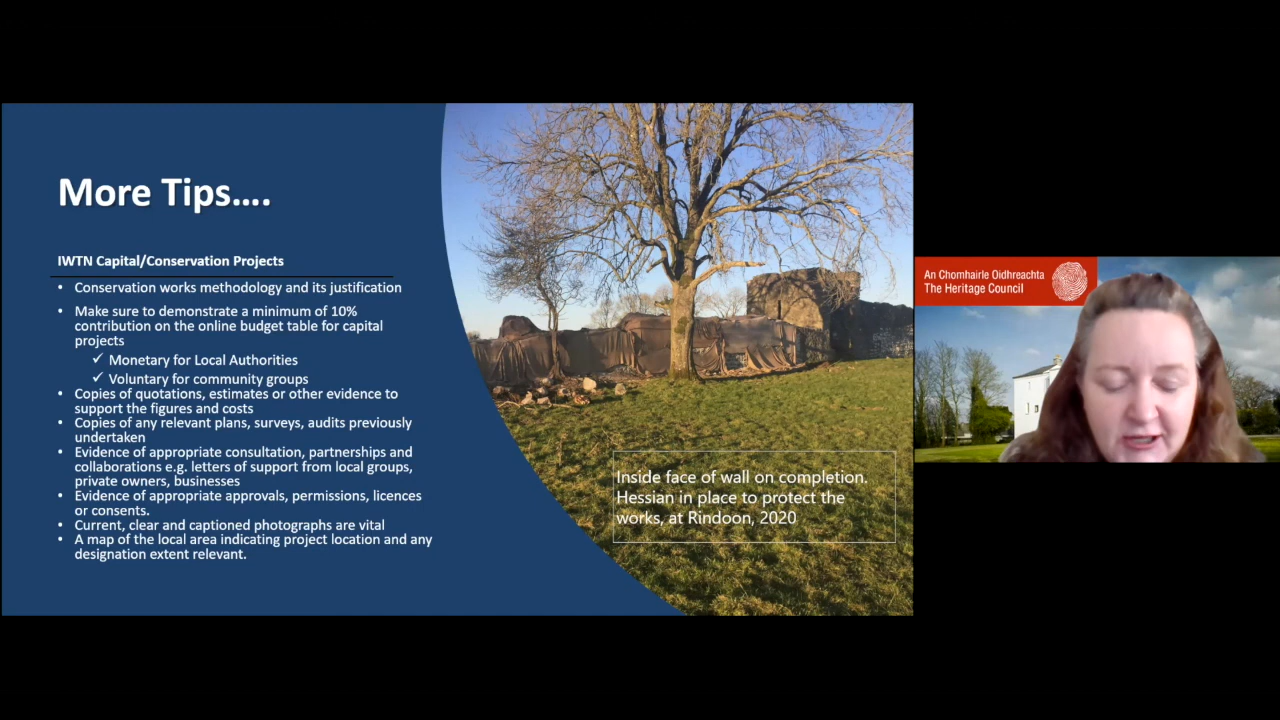 More Tips....
IWTN Capital/Conservation Projects
• Conservation works methodology and its justification
• Make sure to demonstrate a minimum of 10%
contribution on the online budget table for capital
projects
✓ Monetary for Local Authorities
✓ Voluntary for community groups
• Copies of quotations, estimates or other evidence to
support the figures and costs
• Copies of any relevant plans, surveys, audits previously
undertaken
• Evidence of appropriate consultation, partnerships and
collaborations e.g. letters of support from local groups,
private owners, businesses
• Evidence of appropriate approvals, permissions, licences
or consents.
• Current, clear and captioned photographs are vital
• A map of the local area indicating project location and any
designation extent relevant.
Inside face of wall on completion.
Hessian in place to protect the
works, at Rindoon, 2020
An Chomhairle Oidhreachta
The Heritage Council